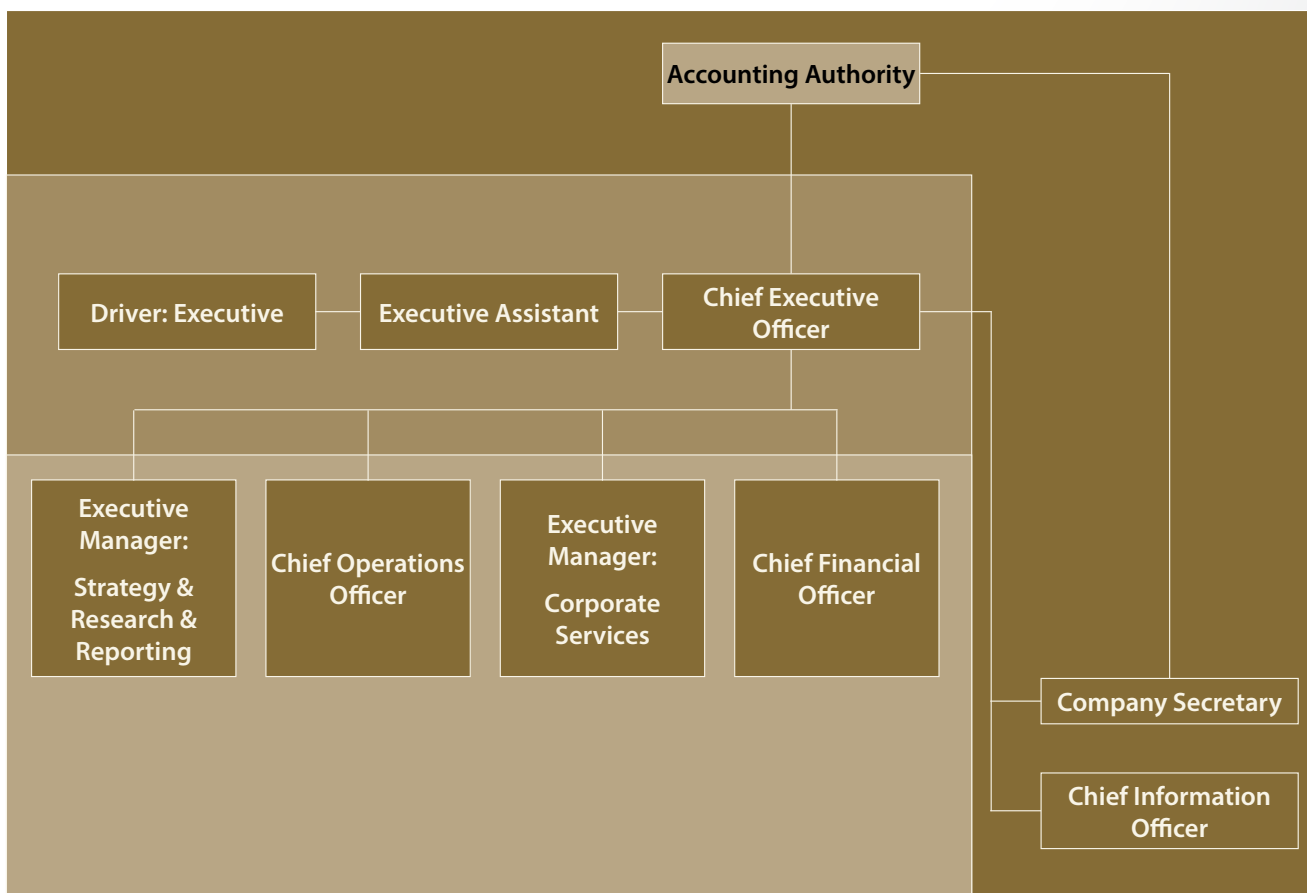 Accounting Authority
Driver: Executive
Executive Assistant
Chief Executive
Officer
Executive
Manager:
Strategy &
Research &
Reporting
Chief Operations
Officer
Executive
Manager:
Corporate
Services
Chief Financial
Officer
Company Secretary
Chief Information
Officer